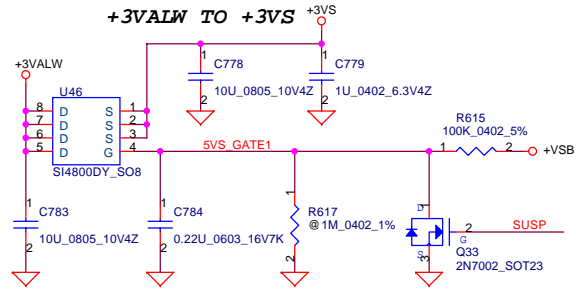 +3VALW TO +3VS
+3VS
+3VALW
U46
8 D S 1
7 D S 2
6 D S 3
5 D G 4
SI4800DY_SO8
1
C778
2
10U_0805_10V4Z
1
C779
2
1U_0402_6.3V4Z
5VS_GATE1
R615
100K_0402_5%
1 2
+VSB
1
C783
2
10U_0805_10V4Z
1
C784
2
0.22U_0603_16V7K
1
R617
@1M_0402_1%
2
D
1
2
G
S
3
SUSP
Q33
2N7002_SOT23